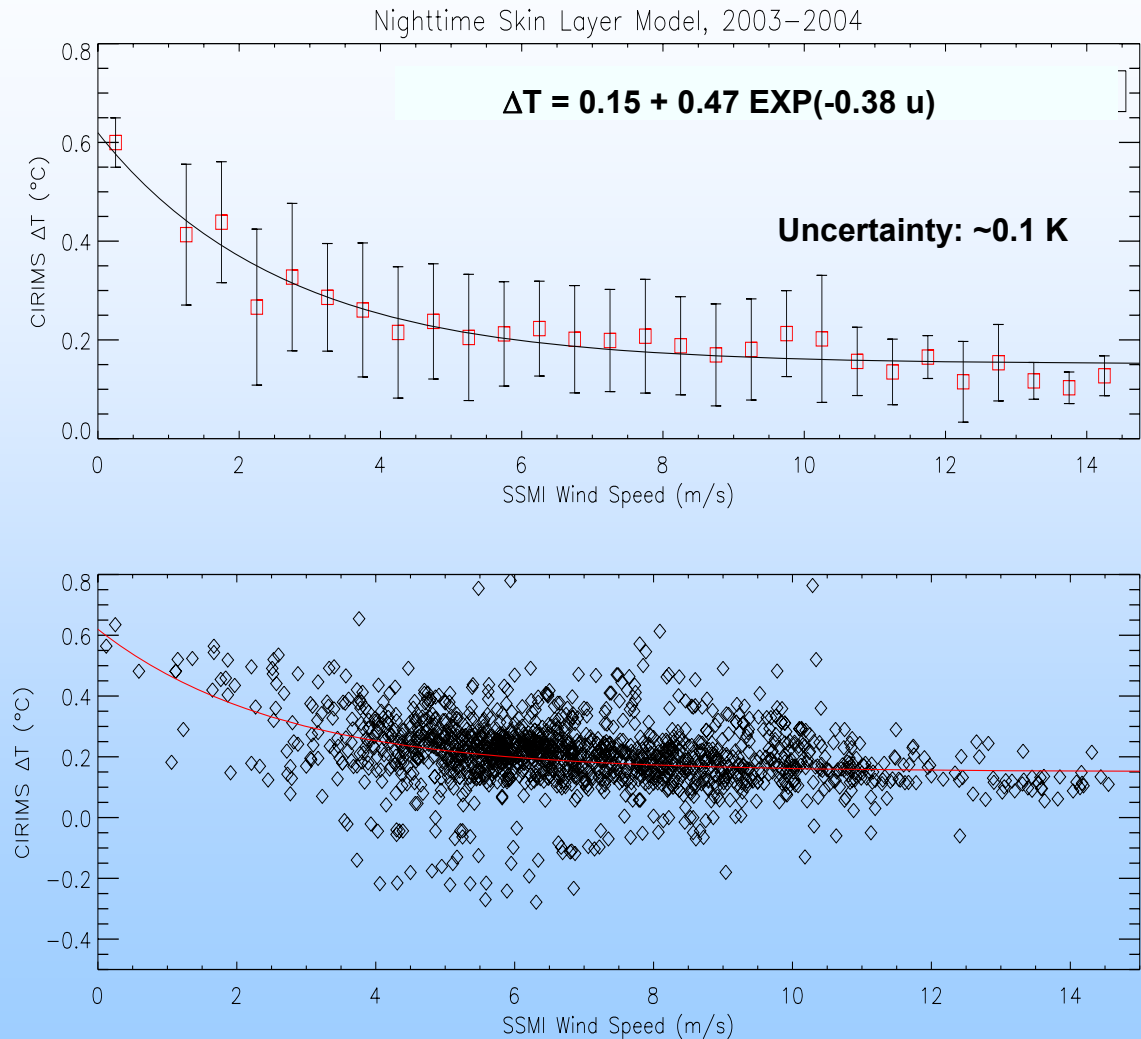 Nighttime Skin Layer Model, 2003–2004
ΔT = 0.15 + 0.47 EXP(-0.38 u)
Uncertainty: ~0.1 K
CIRIMS ΔT (°C)
0.8
0.6
0.4
0.2
0.0
0 2 4 6 8 10 12 14
SSMI Wind Speed (m/s)
CIRIMS ΔT (°C)
0.8
0.6
0.4
0.2
0.0
−0.2
−0.4
0 2 4 6 8 10 12 14
SSMI Wind Speed (m/s)